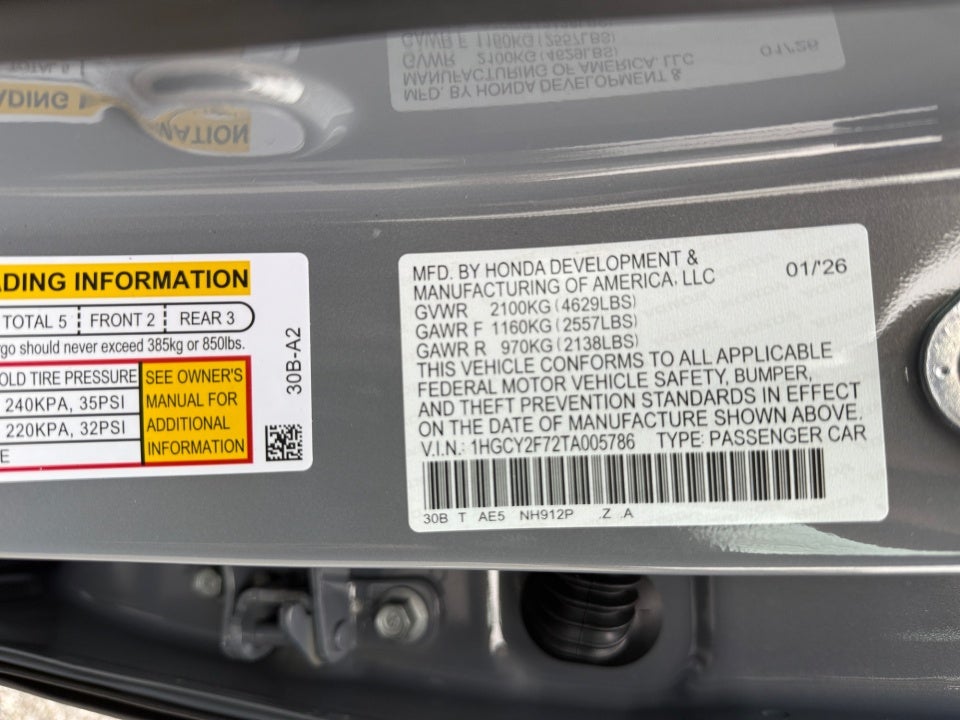 ADING INFORMATION
TOTAL 5 FRONT 2 REAR 3
rgo should never exceed 385kg or 850lbs.
OLD TIRE PRESSURE
240KPA, 35PSI
220KPA, 32PSI
E
SEE OWNER'S
MANUAL FOR
ADDITIONAL
INFORMATION
30B-A2
MFD. BY HONDA DEVELOPMENT &
MANUFACTURING OF AMERICA, LLC 01/'26
GVWR 2100KG (4629LBS)
GAWR F 1160KG (2557LBS)
GAWR R 970KG (2138LBS)
THIS VEHICLE CONFORMS TO ALL APPLICABLE
FEDERAL MOTOR VEHICLE SAFETY, BUMPER,
AND THEFT PREVENTION STANDARDS IN EFFECT
ON THE DATE OF MANUFACTURE SHOWN ABOVE.
V.I.N.: 1HGCY2F72TA005786 TYPE: PASSENGER CAR
30B T AE5 NH912P .Z .A